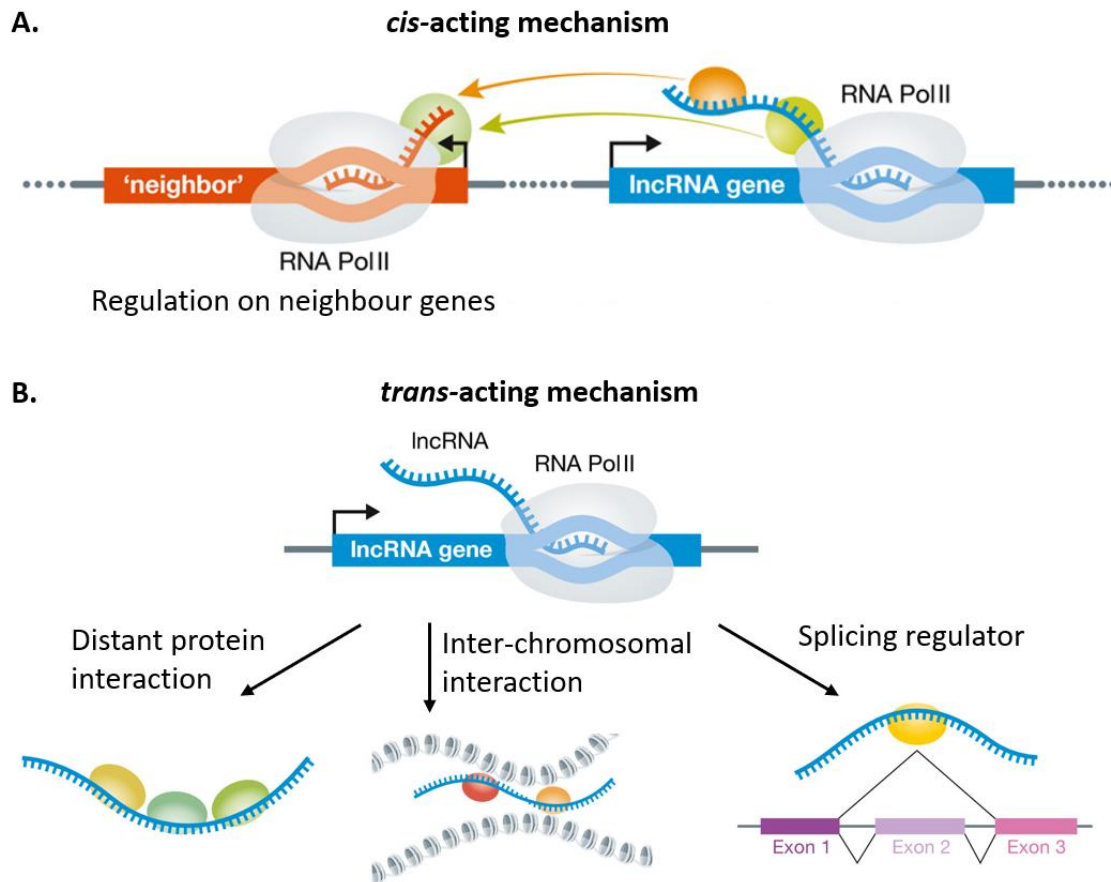 A.
cis-acting mechanism
RNA PolII
'neighbor'
lncRNA gene
RNA PolII
Regulation on neighbour genes
B.
trans-acting mechanism
lncRNA
RNA PolII
lncRNA gene
Distant protein
interaction
Inter-chromosomal
interaction
Splicing regulator
Exon 1
Exon 2
Exon 3